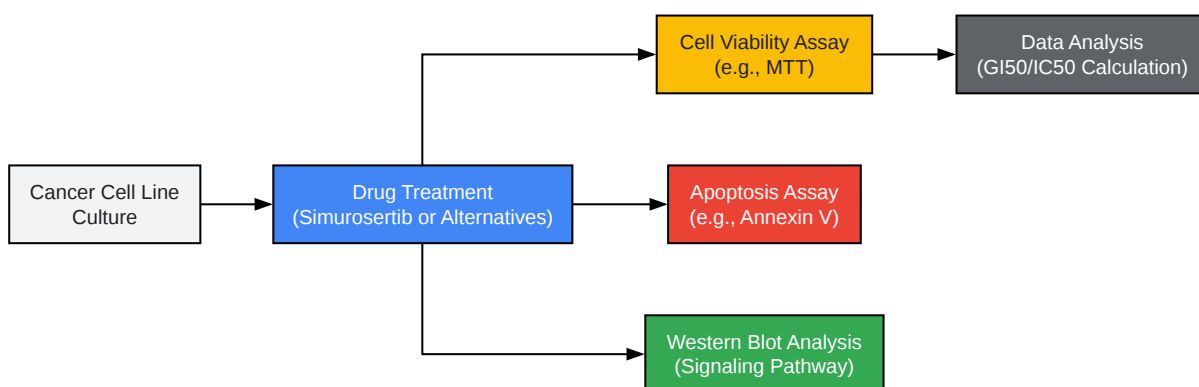 Cell Viability Assay
(e.g., MTT)
Data Analysis
(GI50/IC50 Calculation)
Cancer Cell Line
Culture
Drug Treatment
(Simurosertib or Alternatives)
Apoptosis Assay
(e.g., Annexin V)
Western Blot Analysis
(Signaling Pathway)